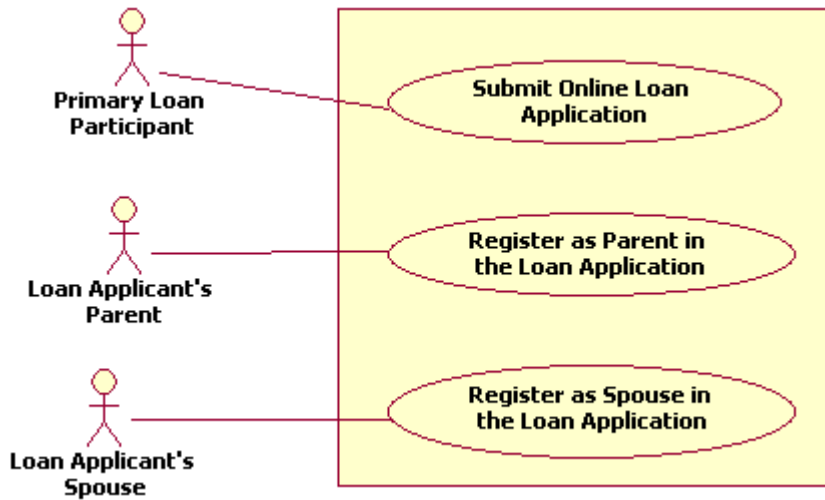 Primary Loan
Participant
Submit Online Loan
Application
Loan Applicant's
Parent
Register as Parent in
the Loan Application
Loan Applicant's
Spouse
Register as Spouse in
the Loan Application